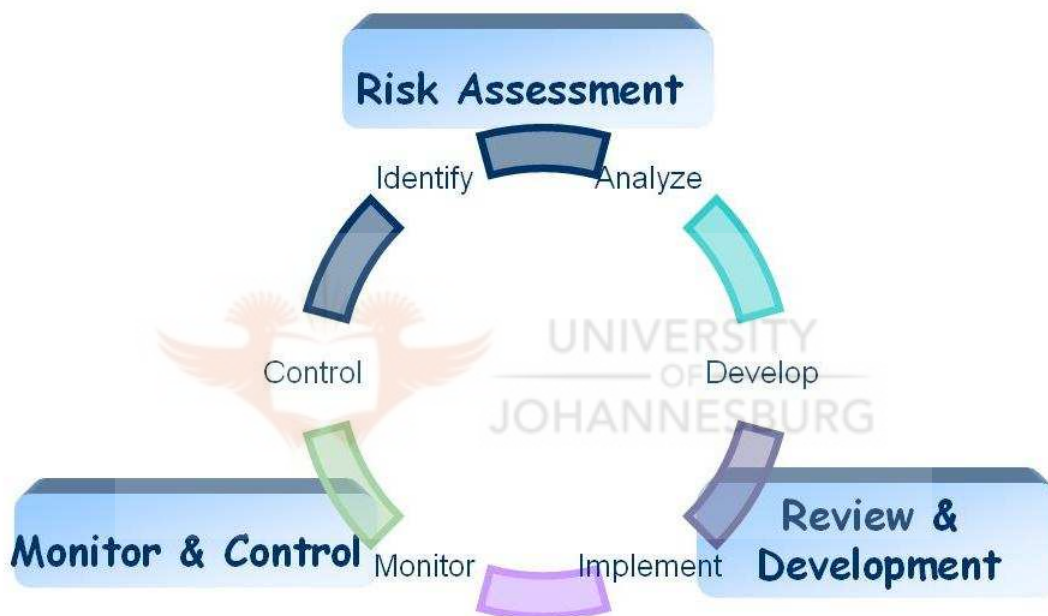 Risk Assessment
Identify
Analyze
UNIVERSITY
OF
JOHANNESBURG
Control
Develop
Monitor & Control
Review &
Development
Monitor
Implement